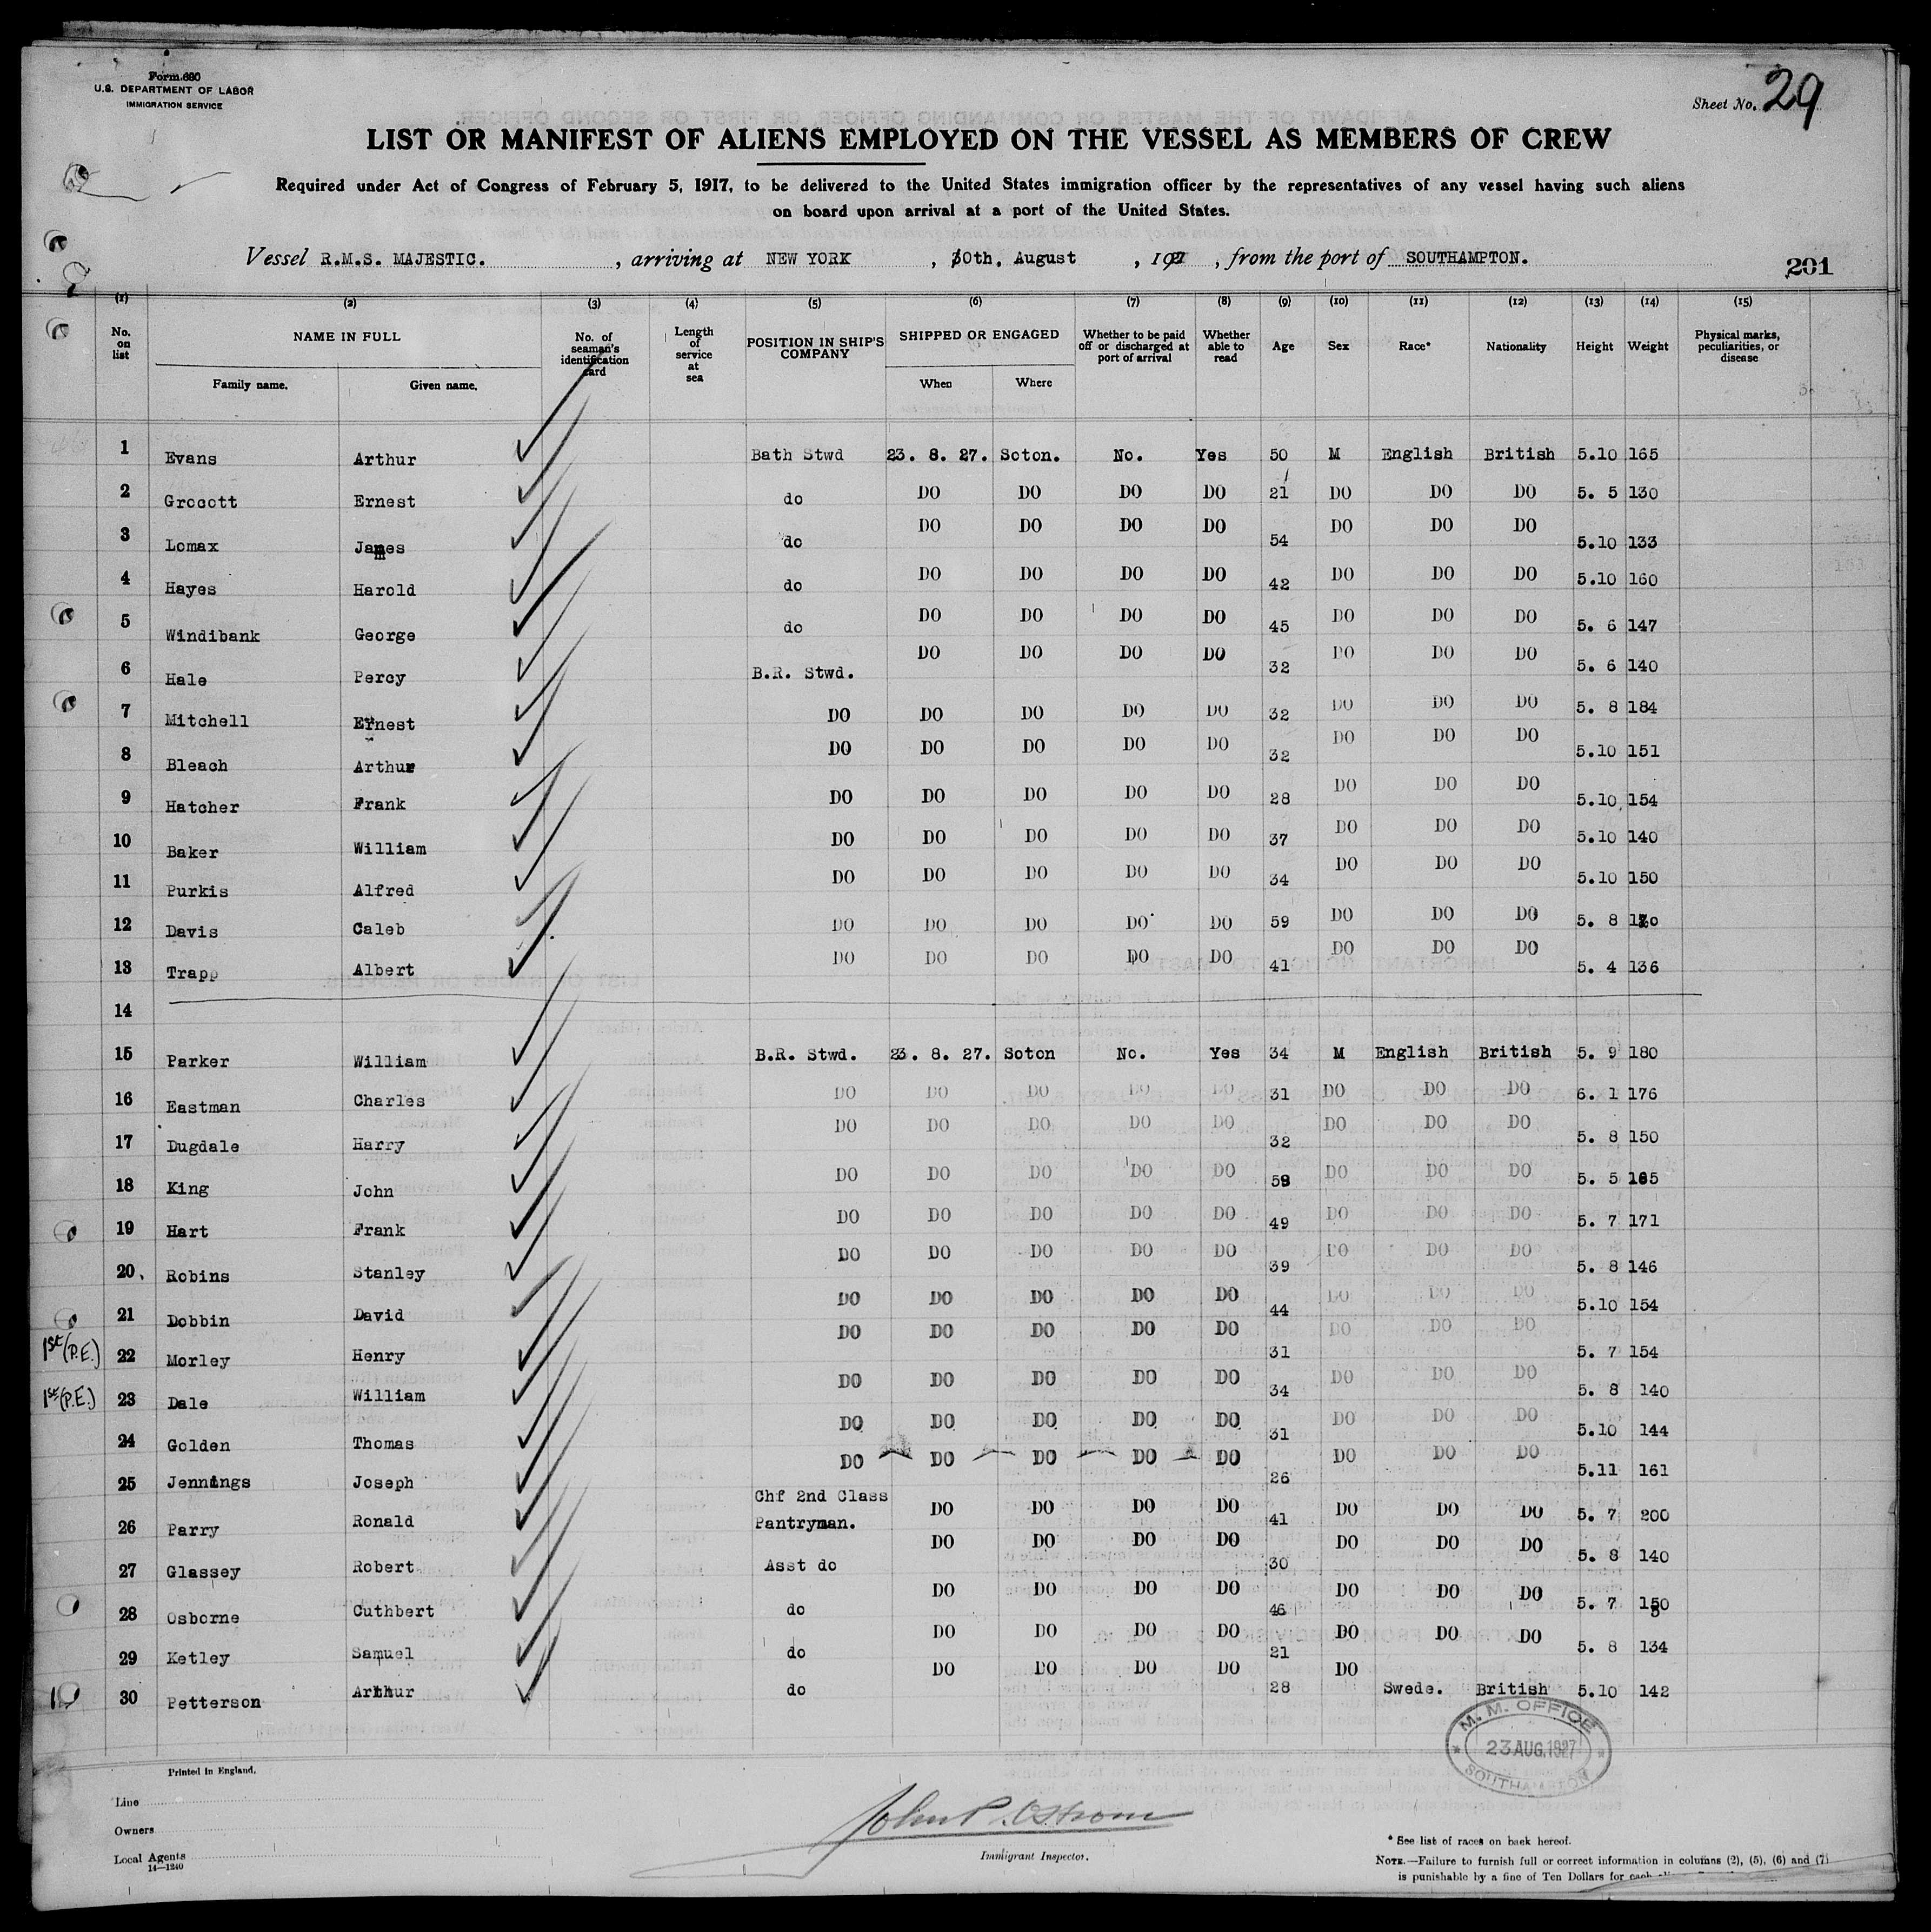 Form 680
U.S. DEPARTMENT OF LABOR
IMMIGRATION SERVICE
Sheet No. 29
LIST OR MANIFEST OF ALIENS EMPLOYED ON THE VESSEL AS MEMBERS OF CREW
Required under Act of Congress of February 5, 1917, to be delivered to the United States immigration officer by the representatives of any vessel having such aliens
on board upon arrival at a port of the United States.
Vessel R.M.S. MAJESTIC. , arriving at NEW YORK , 30th, August , 1927 , from the port of SOUTHAMPTON.
201
(1) (2) (3) (4) (5) (6) (7) (8) (9) (10) (11) (12) (13) (14) (15)
No. on list NAME IN FULL Family name. Given name. No. of seaman's identification card Length of service at sea POSITION IN SHIP'S COMPANY SHIPPED OR ENGAGED When Where Whether to be paid off or discharged at port of arrival Whether able to read Age Sex Race* Nationality Height Weight Physical marks, peculiarities, or disease
1 Evans Arthur Bath Stwd 23. 8. 27. Soton. No. Yes 50 M English British 5.10 165
2 Grocott Ernest do DO DO DO DO 21 DO DO DO 5. 5 130
3 Lomax James do DO DO DO DO 54 DO DO DO 5.10 133
4 Hayes Harold do DO DO DO DO 42 DO DO DO 5.10 160
5 Windibank George do DO DO DO DO 45 DO DO DO 5. 6 147
6 Hale Percy B.R. Stwd. DO DO DO DO 32 DO DO DO 5. 6 140
7 Mitchell Ernest DO DO DO DO DO 32 DO DO DO 5. 8 184
8 Bleach Arthur DO DO DO DO DO 32 DO DO DO 5.10 151
9 Hatcher Frank DO DO DO DO DO 28 DO DO DO 5.10 154
10 Baker William DO DO DO DO DO 37 DO DO DO 5.10 140
11 Purkis Alfred DO DO DO DO DO 34 DO DO DO 5.10 150
12 Davis Caleb DO DO DO DO DO 59 DO DO DO 5. 8
13 Trapp Albert DO DO DO DO DO 41 DO DO DO 5. 4 136
14
15 Parker William B.R. Stwd. 23. 8. 27. Soton No. Yes 34 M English British 5. 9 180
16 Eastman Charles DO DO DO DO DO 31 DO DO DO 6. 1 176
17 Dugdale Harry DO DO DO DO DO 32 DO DO DO 5. 8 150
18 King John DO DO DO DO DO DO DO DO 5. 5 165
19 Hart Frank DO DO DO DO DO 49 DO DO DO 5. 7 171
20 Robins Stanley DO DO DO DO DO 39 DO DO DO 5. 8 146
21 Dobbin David DO DO DO DO DO 44 DO DO DO 5.10 154
1st (P.E.) 22 Morley Henry DO DO DO DO DO 31 DO DO DO 5. 7 154
1st (P.E.) 23 Dale William DO DO DO DO DO 34 DO DO DO 5. 8 140
24 Golden Thomas DO DO DO DO DO 31 DO DO DO 5.10 144
25 Jennings Joseph DO DO DO DO DO 26 DO DO DO 5.11 161
26 Parry Ronald Chf 2nd Class Pantryman. DO DO DO DO 41 DO DO DO 5. 7 200
27 Glassey Robert Asst do DO DO DO DO 30 DO DO DO 5. 8 140
28 Osborne Cuthbert do DO DO DO DO 46 DO DO DO 5. 7
29 Ketley Samuel do DO DO DO DO 21 DO DO DO 5. 8 134
30 Petterson Arthur do DO DO DO DO 28 DO Swede. British 5.10 142
M. M. OFFICE
23 AUG. 1927
SOUTHAMPTON
Printed in England.
Line
Owners
Local Agents
14—1240
John P. Ostrom
Immigrant Inspector.
* See list of races on back hereof.
NOTE.—Failure to furnish full or correct information in columns (2), (5), (6) and (7)
is punishable by a fine of Ten Dollars for each